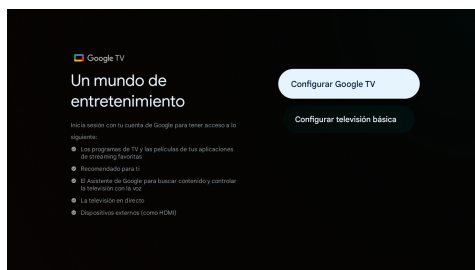 Google TV
Un mundo de
entretenimiento
Inicia sesión con tu cuenta de Google para tener acceso a lo
siguiente:
Los programas de TV y las películas de tus aplicaciones
de streaming favoritas
Recomendado para ti
El Asistente de Google para buscar contenido y controlar
la televisión con la voz
La televisión en directo
Dispositivos externos (como HDMI)
Configurar Google TV
Configurar televisión básica